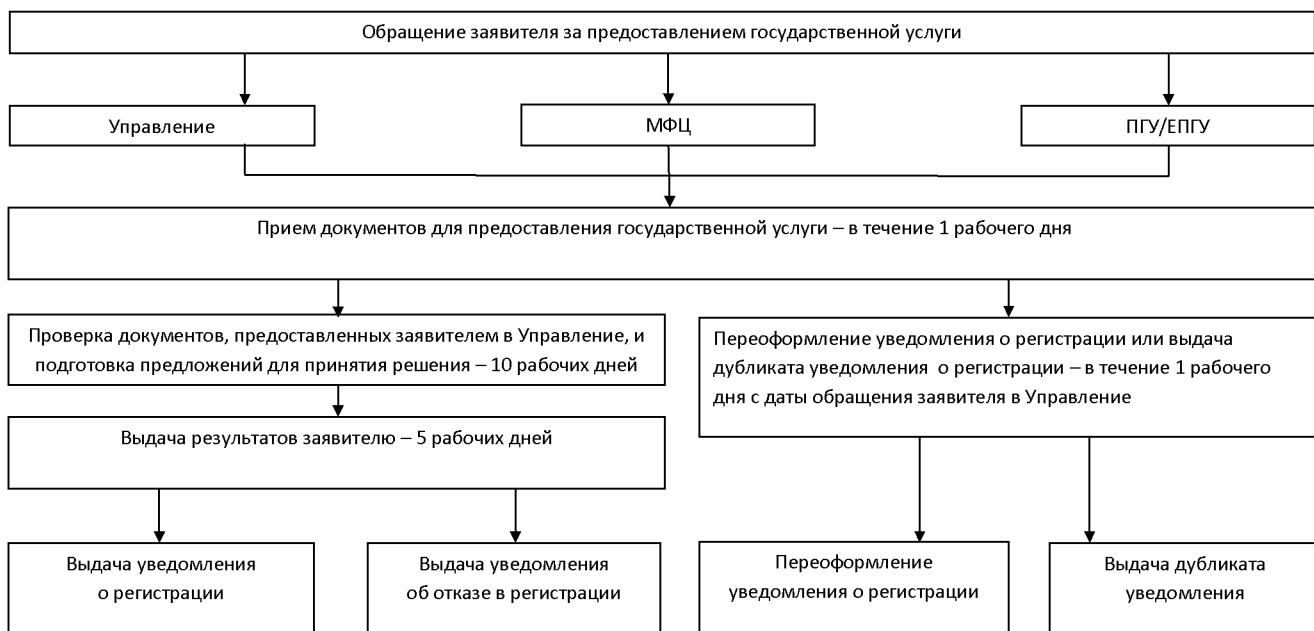 Обращение заявителя за предоставлением государственной услуги
Управление
МФЦ
ПГУ/ЕПГУ
Прием документов для предоставления государственной услуги – в течение 1 рабочего дня
Проверка документов, предоставленных заявителем в Управление, и
подготовка предложений для принятия решения – 10 рабочих дней
Переоформление уведомления о регистрации или выдача
дубликата уведомления о регистрации – в течение 1 рабочего
дня с даты обращения заявителя в Управление
Выдача результатов заявителю – 5 рабочих дней
Выдача уведомления
о регистрации
Выдача уведомления
об отказе в регистрации
Переоформление
уведомления о регистрации
Выдача дубликата
уведомления